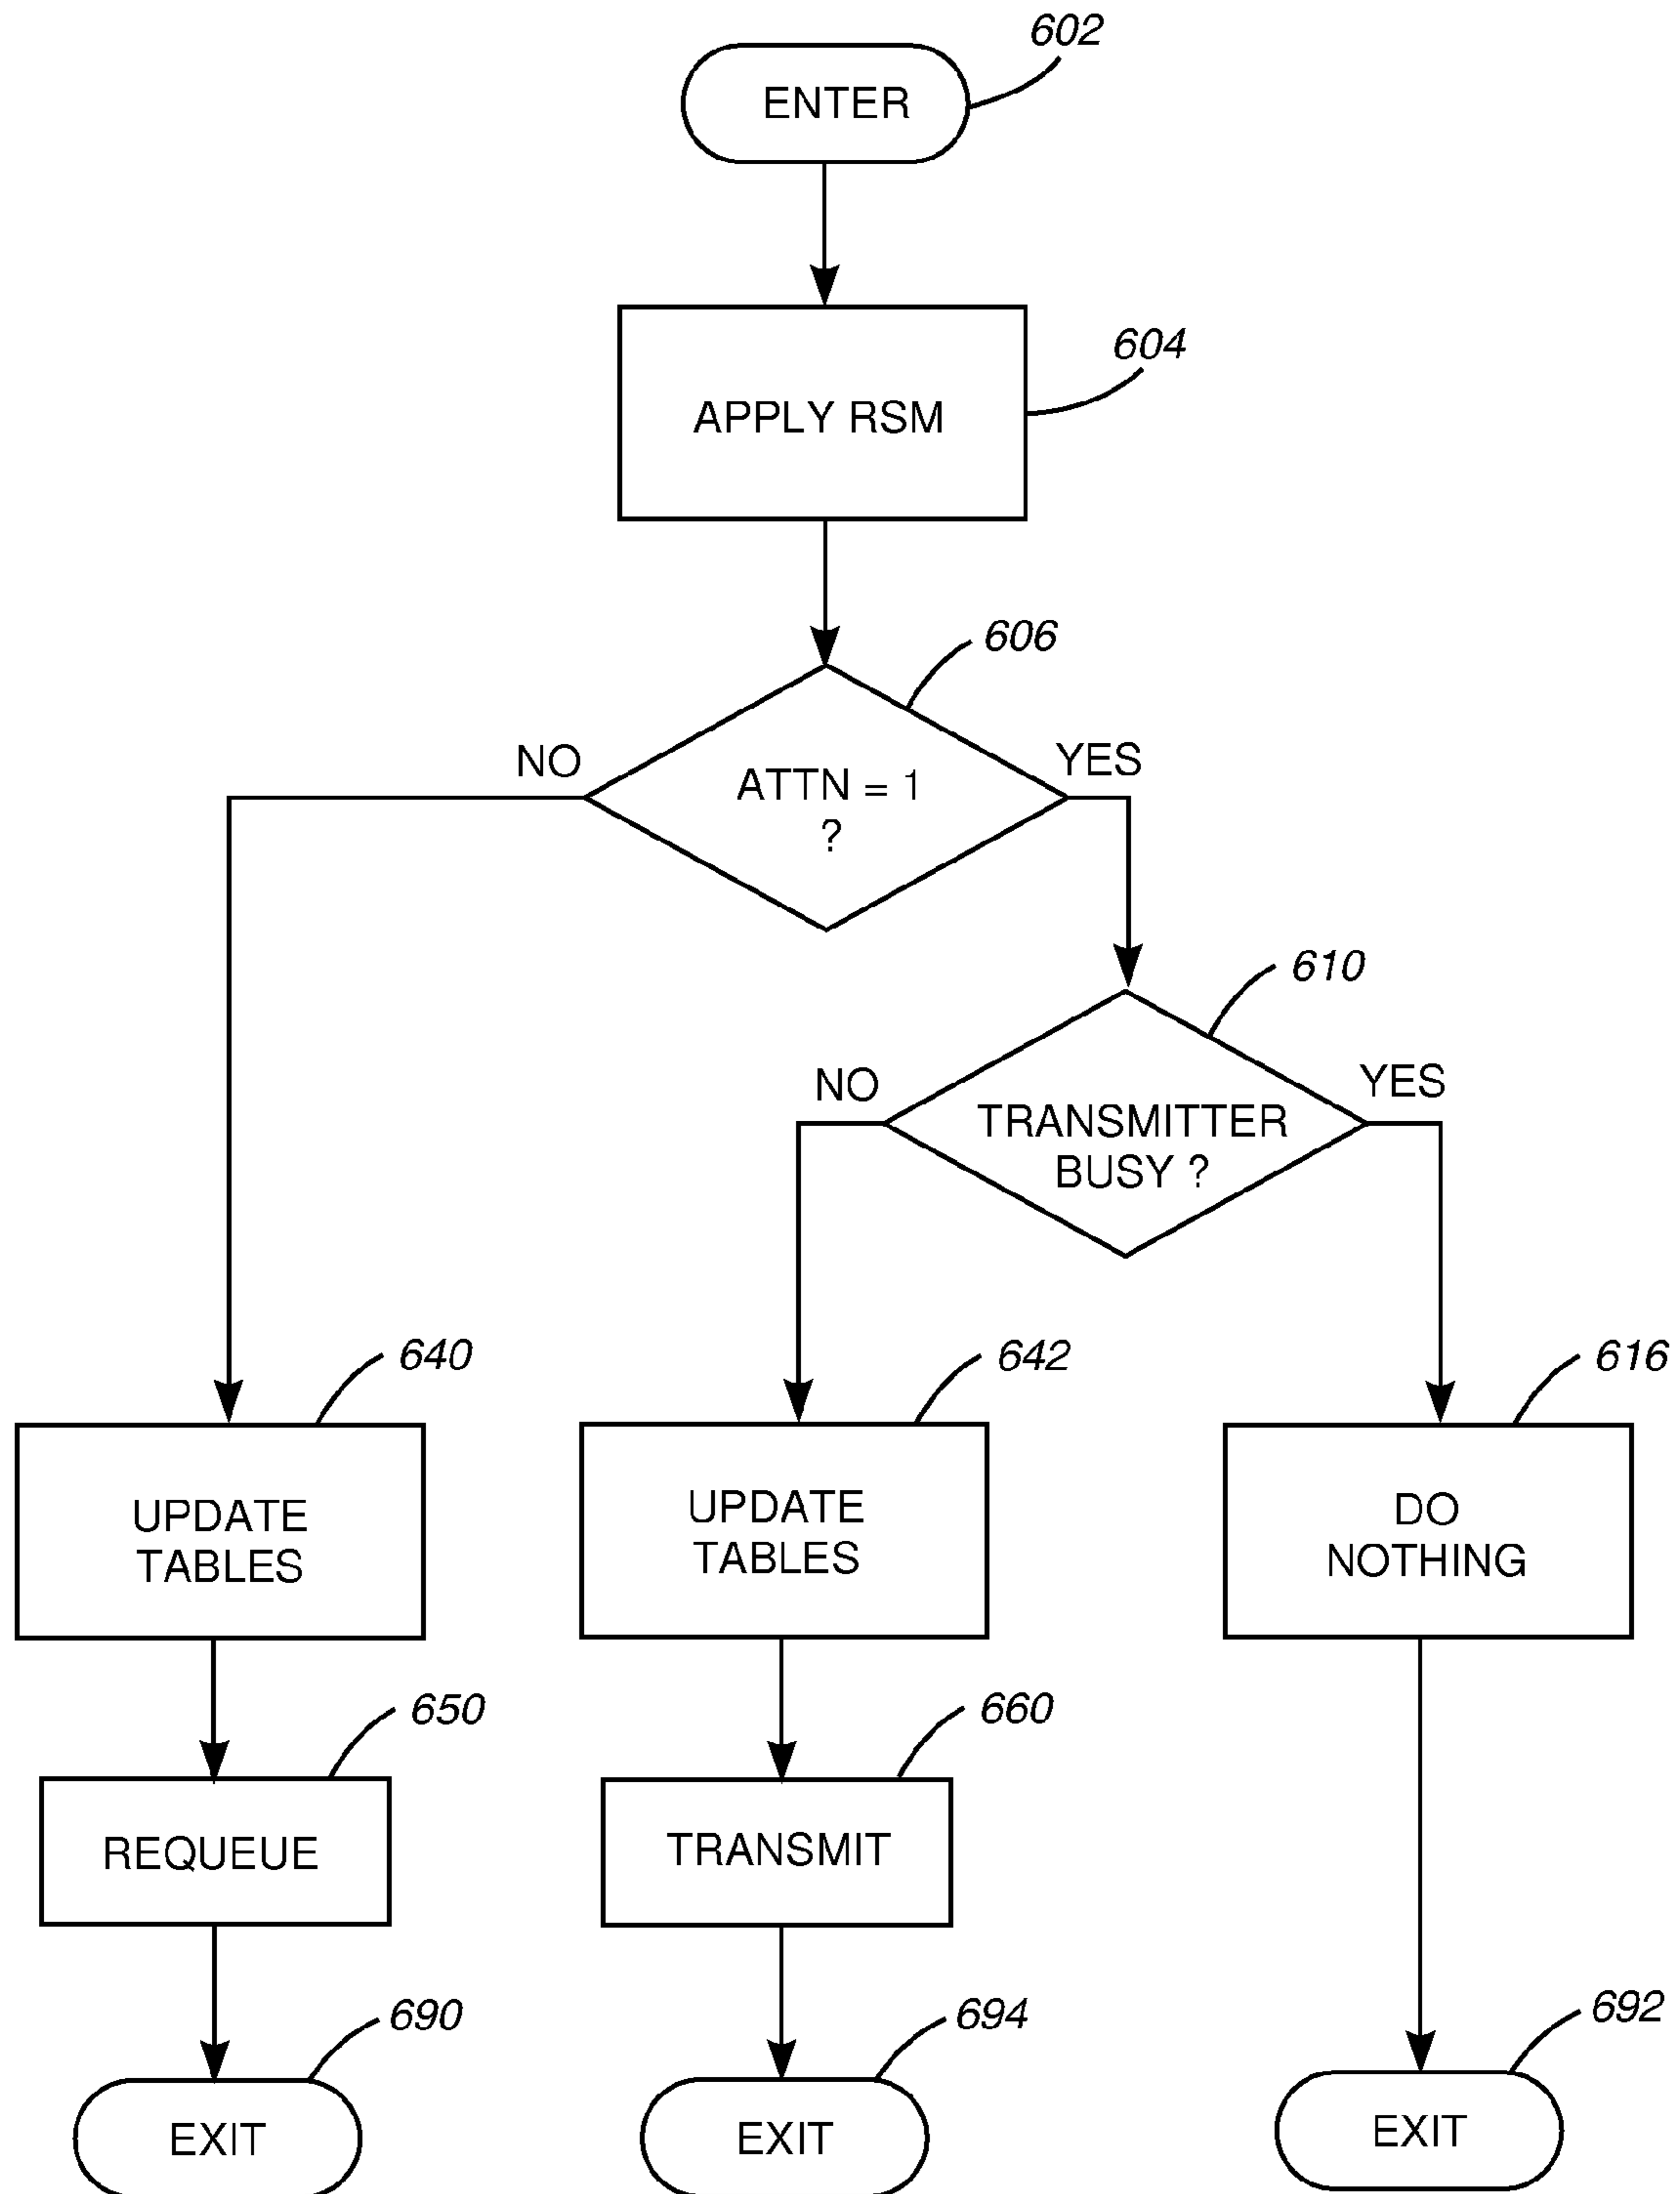 602
ENTER
604
APPLY RSM
606
NO
YES
ATTN = 1
?
610
NO
YES
TRANSMITTER
BUSY ?
640
642
616
UPDATE
TABLES
UPDATE
TABLES
DO
NOTHING
650
660
REQUEUE
TRANSMIT
690
694
692
EXIT
EXIT
EXIT